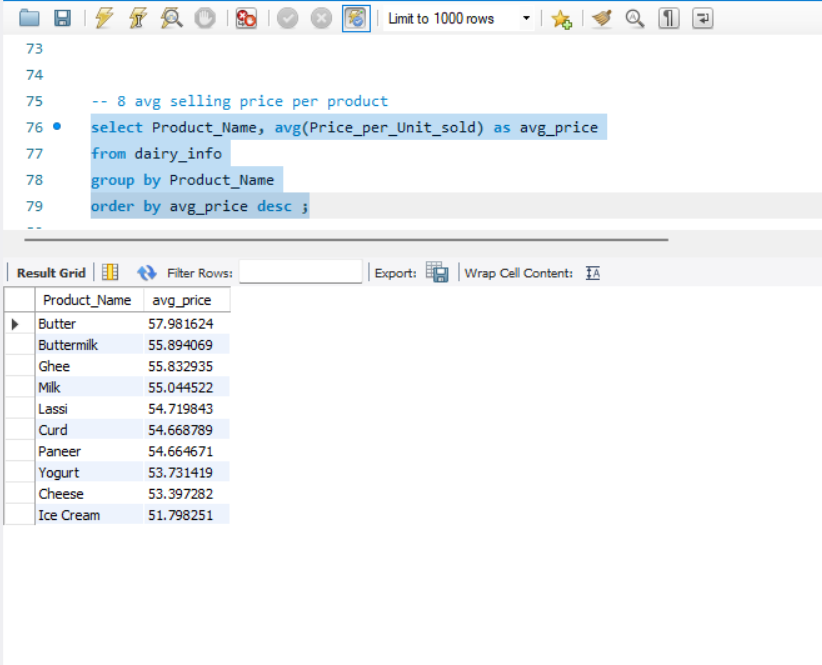 Limit to 1000 rows
73
74
75 -- 8 avg selling price per product
76 select Product_Name, avg(Price_per_Unit_sold) as avg_price
77 from dairy_info
78 group by Product_Name
79 order by avg_price desc ;
Result Grid Filter Rows: Export: Wrap Cell Content:
Product_Name avg_price
Butter 57.981624
Buttermilk 55.894069
Ghee 55.832935
Milk 55.044522
Lassi 54.719843
Curd 54.668789
Paneer 54.664671
Yogurt 53.731419
Cheese 53.397282
Ice Cream 51.798251